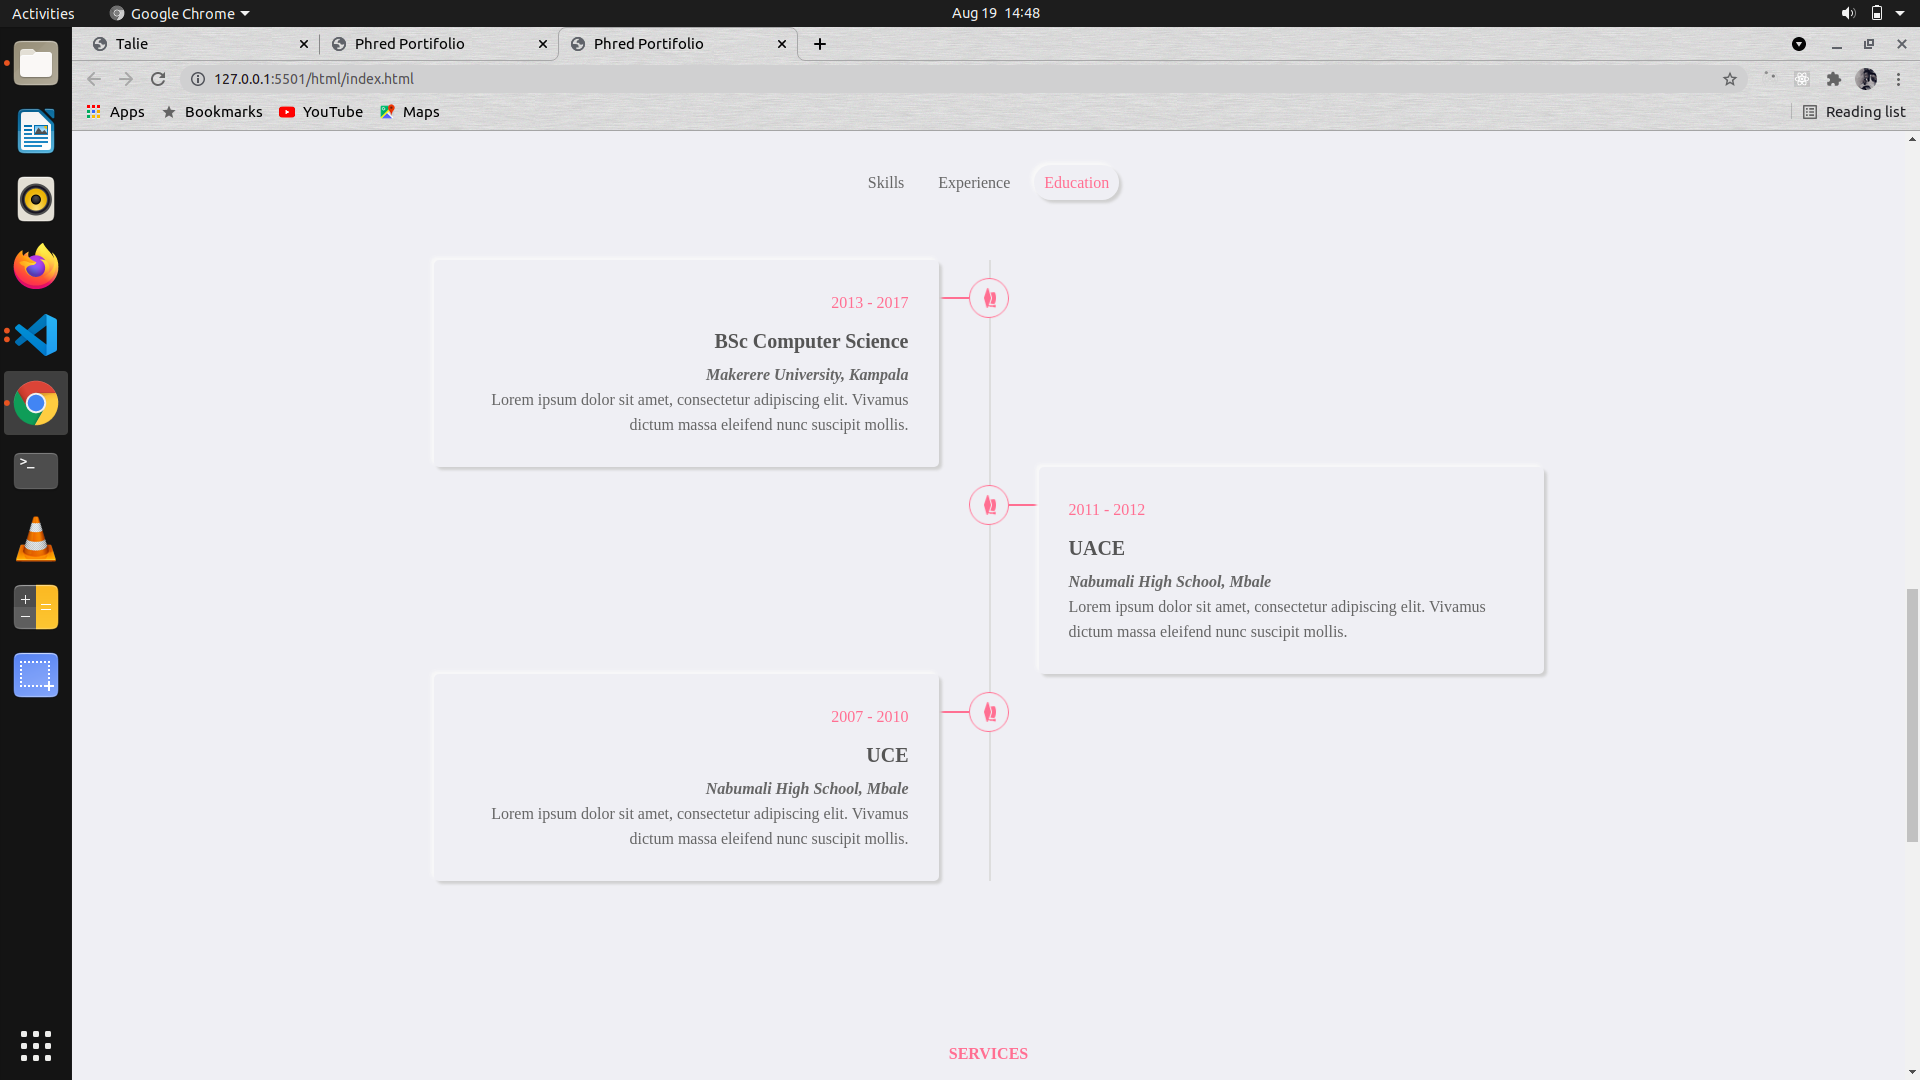 Activities
Google Chrome
Aug 19 14:48
Talie
Phred Portifolio
Phred Portifolio
127.0.0.1:5501/html/index.html
Apps
Bookmarks
YouTube
Maps
Reading list
Skills
Experience
Education
2013 - 2017
BSc Computer Science
Makerere University, Kampala
Lorem ipsum dolor sit amet, consectetur adipiscing elit. Vivamus
dictum massa eleifend nunc suscipit mollis.
2011 - 2012
UACE
Nabumali High School, Mbale
Lorem ipsum dolor sit amet, consectetur adipiscing elit. Vivamus
dictum massa eleifend nunc suscipit mollis.
2007 - 2010
UCE
Nabumali High School, Mbale
Lorem ipsum dolor sit amet, consectetur adipiscing elit. Vivamus
dictum massa eleifend nunc suscipit mollis.
SERVICES